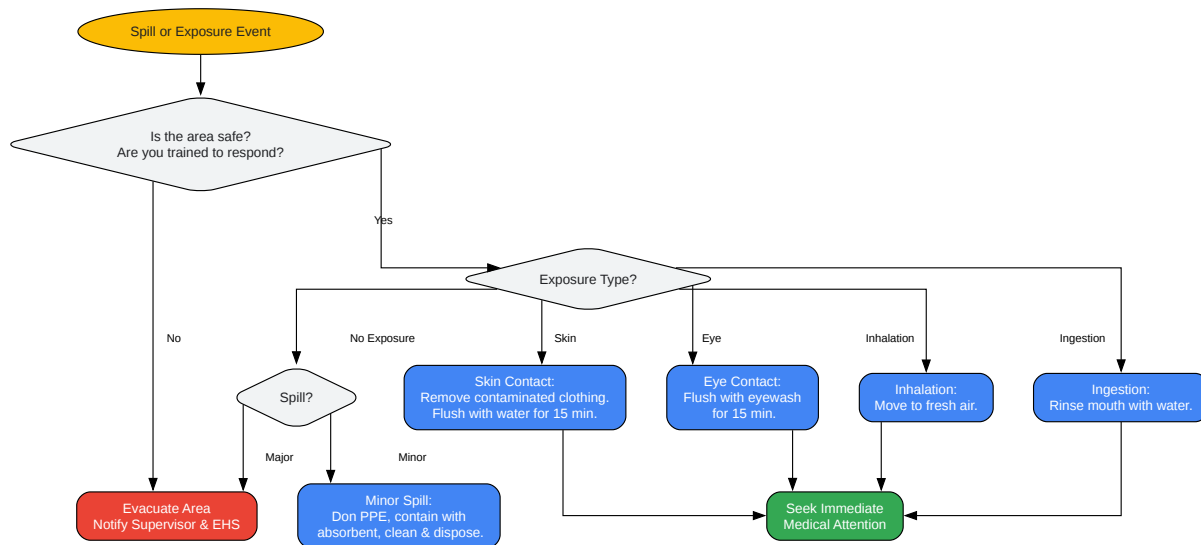 Spill or Exposure Event
Is the area safe?
Are you trained to respond?
Yes
Exposure Type?
No
No Exposure
Skin
Eye
Inhalation
Ingestion
Spill?
Skin Contact:
Remove contaminated clothing.
Flush with water for 15 min.
Eye Contact:
Flush with eyewash
for 15 min.
Inhalation:
Move to fresh air.
Ingestion:
Rinse mouth with water.
Major
Minor
Evacuate Area
Notify Supervisor & EHS
Minor Spill:
Don PPE, contain with
absorbent, clean & dispose.
Seek Immediate
Medical Attention